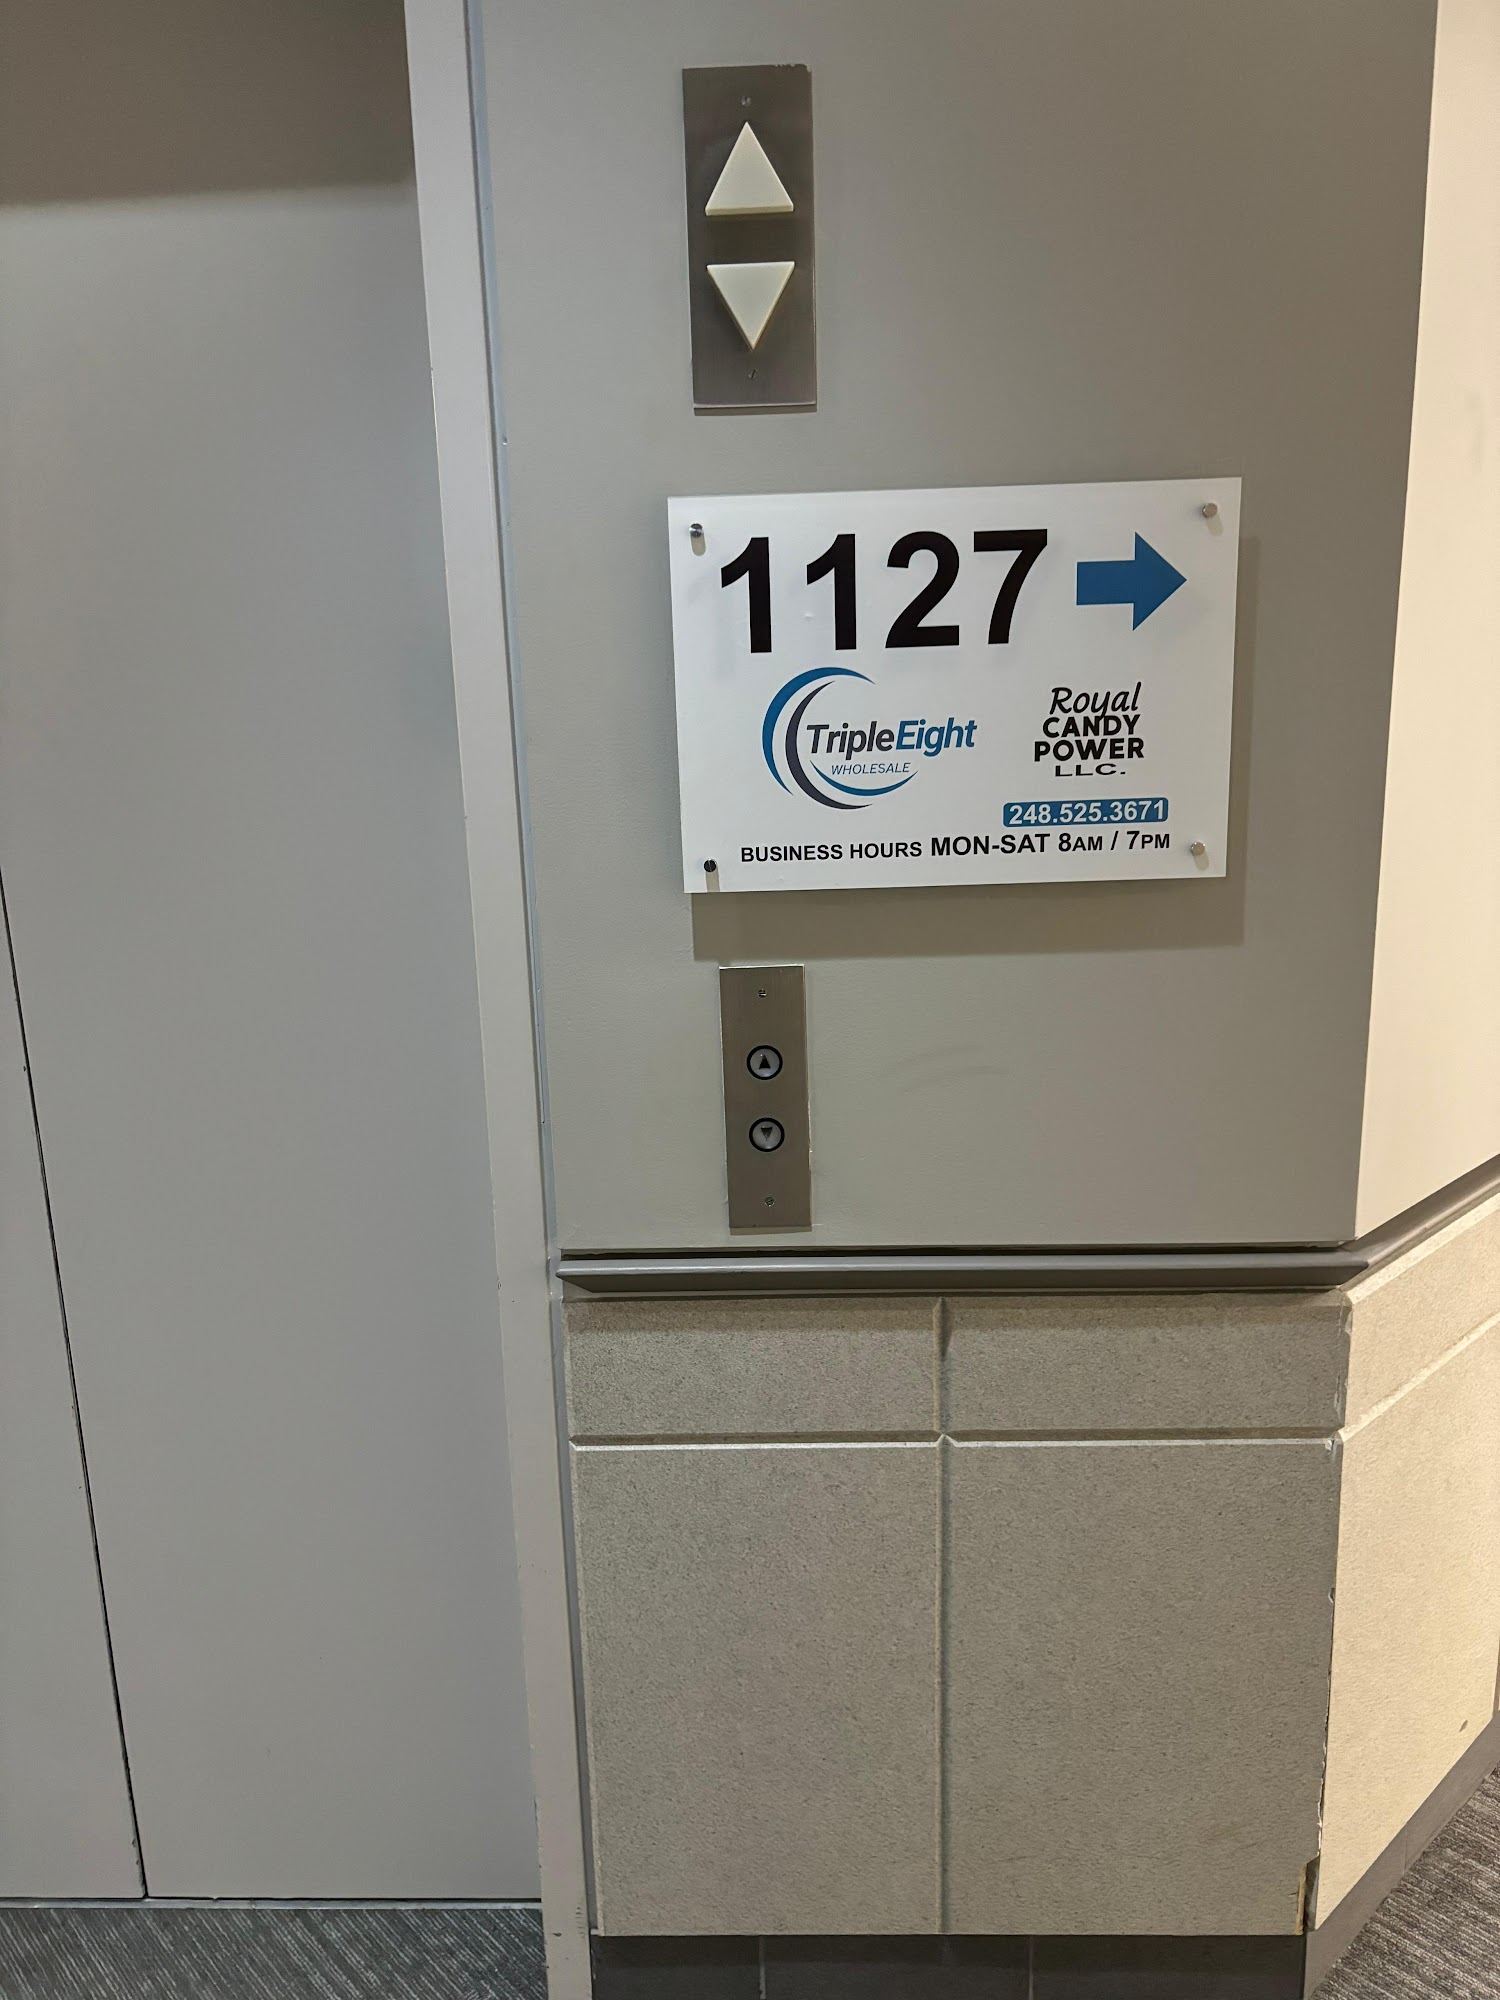 1127
TripleEight
WHOLESALE
Royal
CANDY
POWER
LLC.
248.525.3671
BUSINESS HOURS MON-SAT 8AM / 7PM